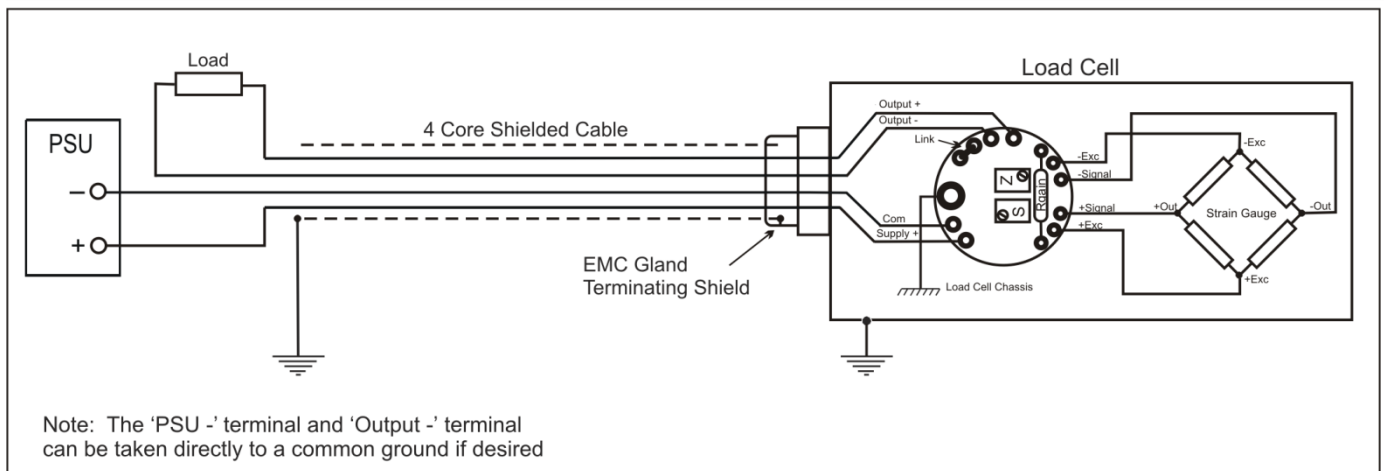 Load
Load Cell
PSU
–
+
4 Core Shielded Cable
Output +
Output -
Link
Z
S
Rgain
-Exc
-Signal
+Signal
+Exc
-Exc
+Out
Strain Gauge
-Out
+Exc
Com
Supply +
EMC Gland
Terminating Shield
Load Cell Chassis
Note: The ‘PSU -’ terminal and ‘Output -’ terminal
can be taken directly to a common ground if desired